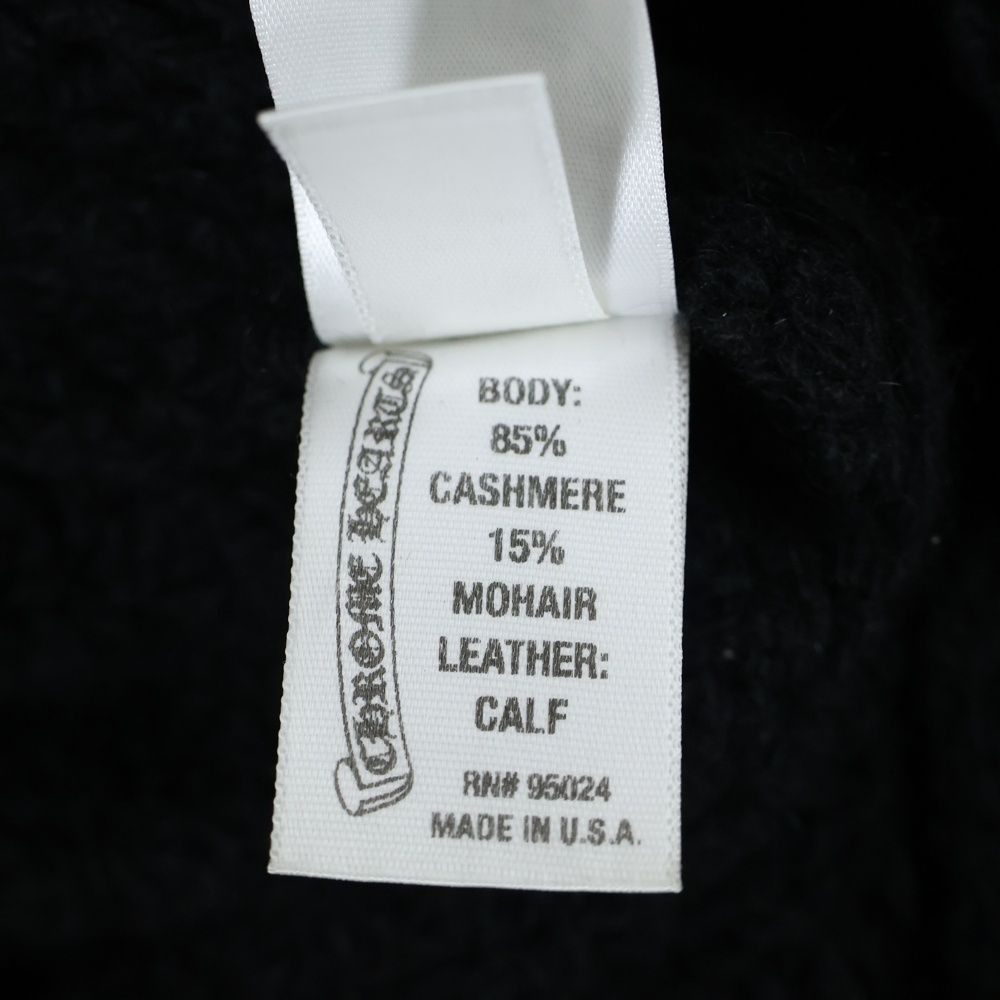 CHROME HEARTS
BODY:
85%
CASHMERE
15%
MOHAIR
LEATHER:
CALF
RN# 95024
MADE IN U.S.A.